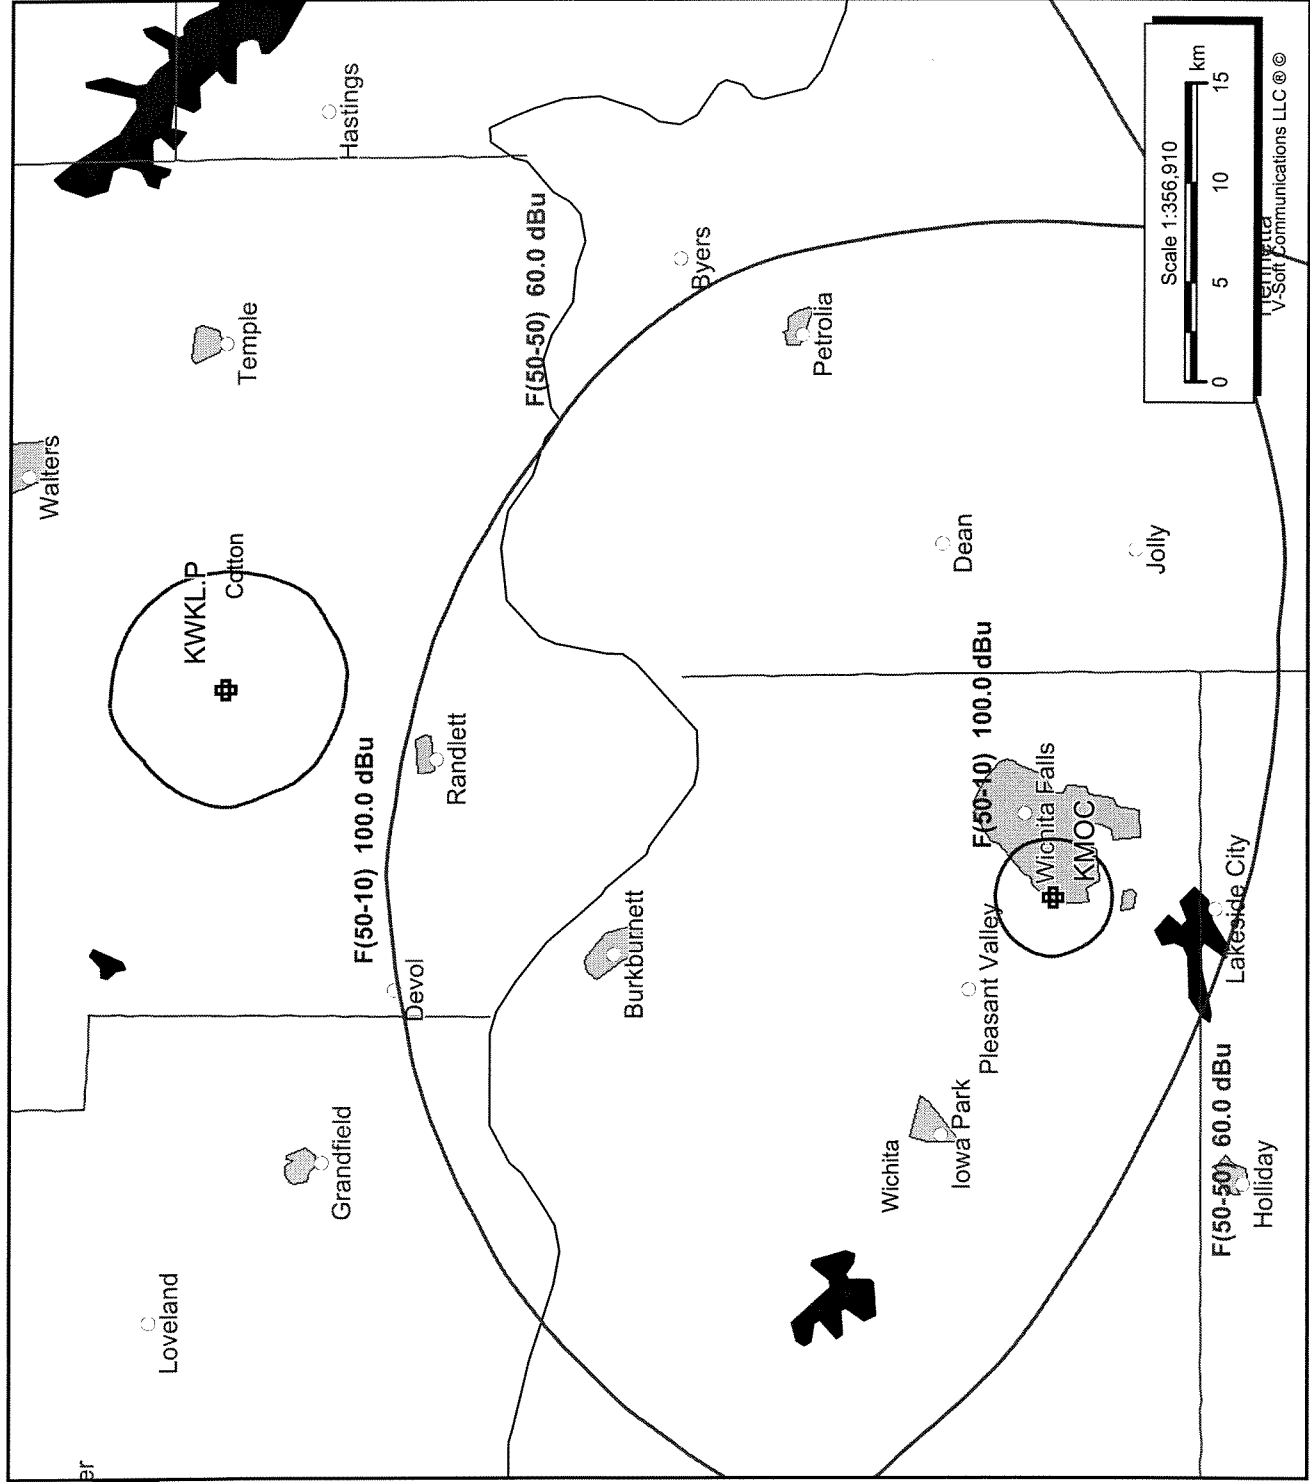 Walters
Temple
Hastings
KWKL.P
Cotton
F(50-50) 60.0 dBu
F(50-10) 100.0 dBu
Randlett
Devol
Grandfield
Loveland
er
Byers
Petrolia
Burkburnett
Dean
Jolly
F(50-10) 100.0 dBu
Wichita Falls
KMOC
Pleasant Valley
Wichita
Iowa Park
Lakeside City
F(50-50) 60.0 dBu
Holliday
Scale 1:356,910
0 5 10 15 km
V-Soft Communications LLC ® ©